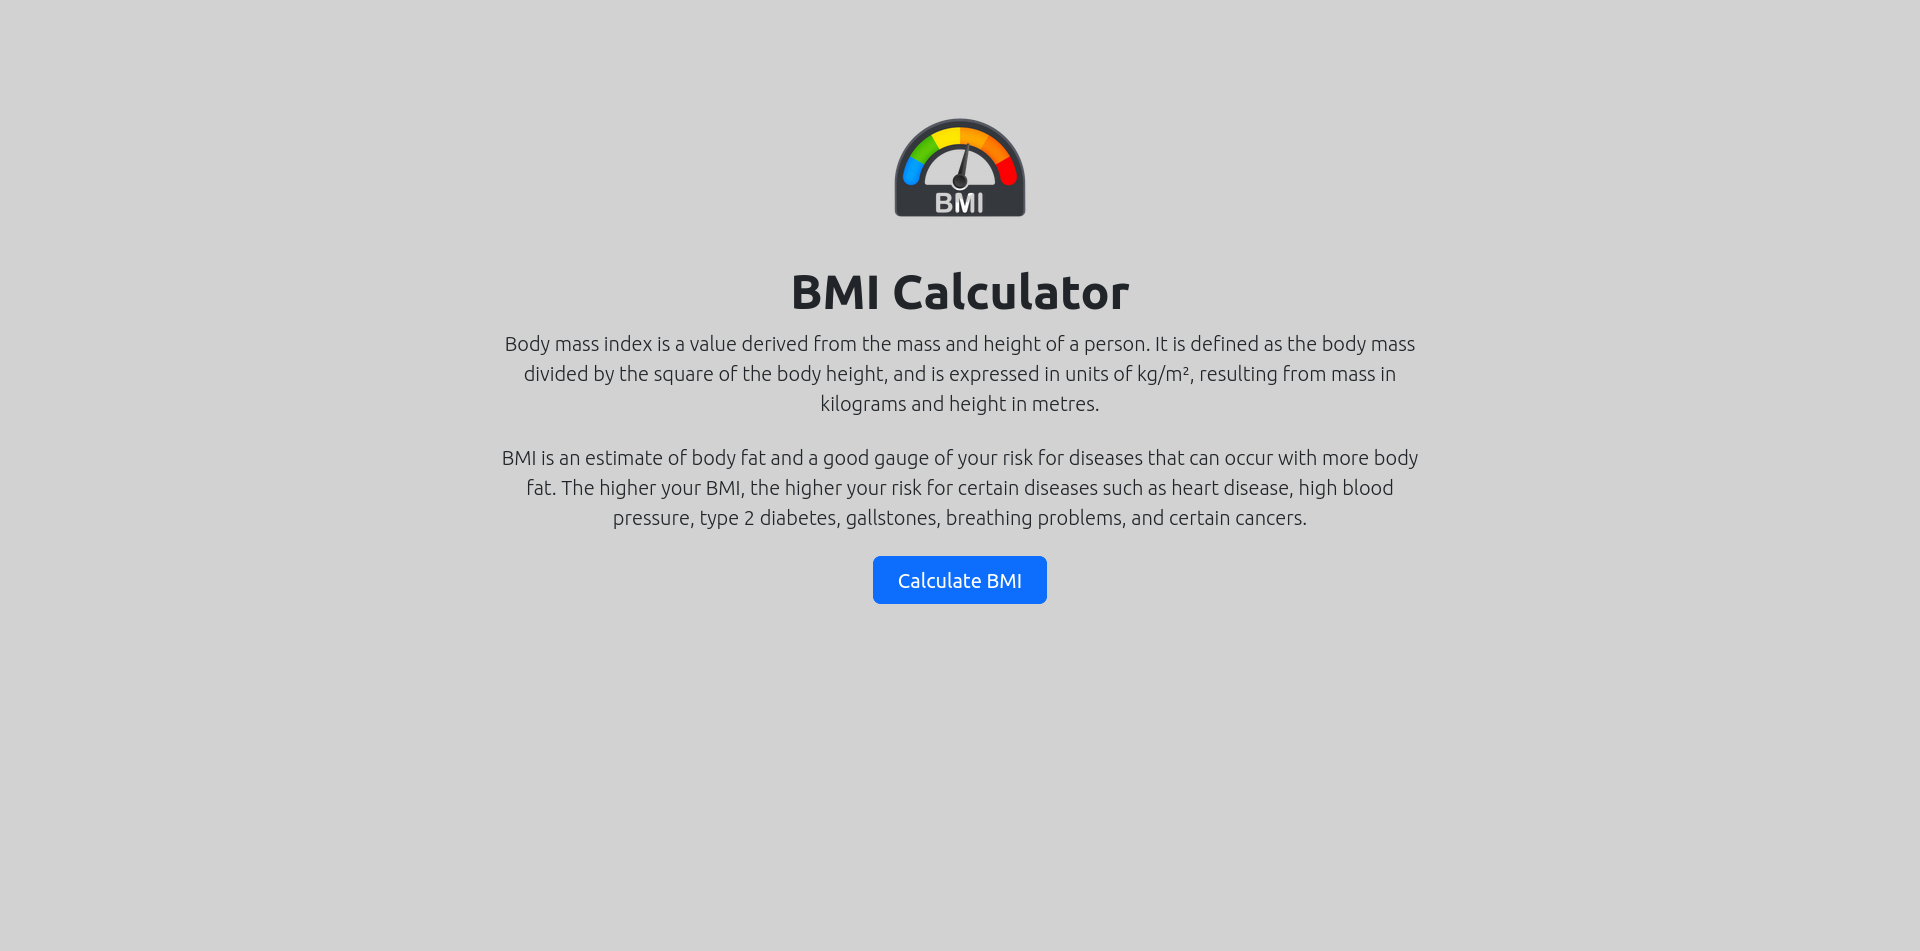 BMI
BMI Calculator
Body mass index is a value derived from the mass and height of a person. It is defined as the body mass
divided by the square of the body height, and is expressed in units of kg/m², resulting from mass in
kilograms and height in metres.
BMI is an estimate of body fat and a good gauge of your risk for diseases that can occur with more body
fat. The higher your BMI, the higher your risk for certain diseases such as heart disease, high blood
pressure, type 2 diabetes, gallstones, breathing problems, and certain cancers.
Calculate BMI